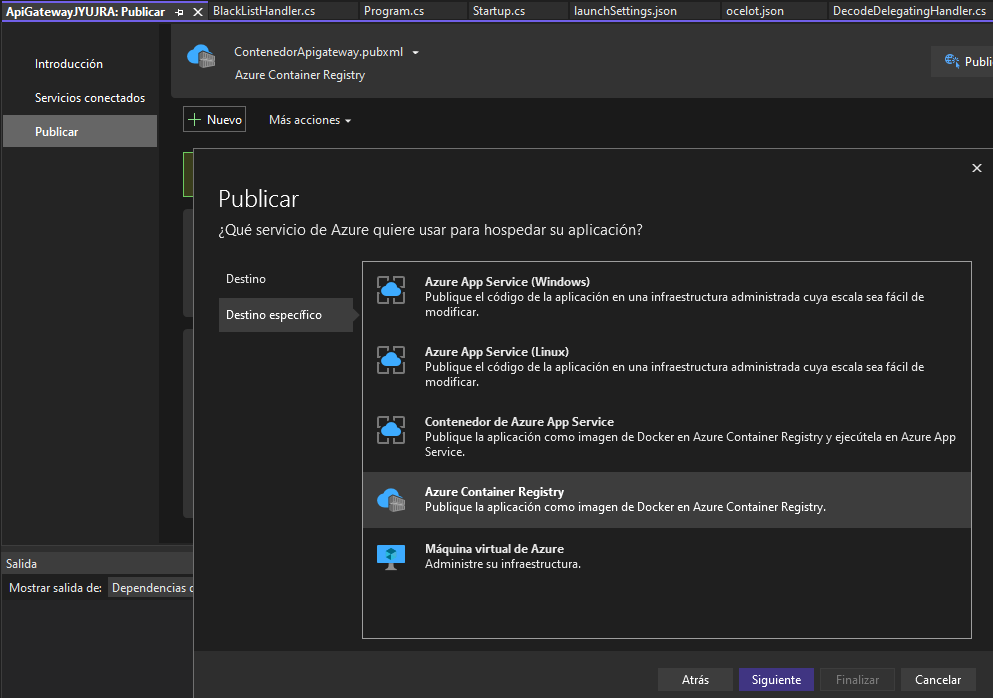 ApiGatewayJYUJRA: Publicar
BlackListHandler.cs
Program.cs
Startup.cs
launchSettings.json
ocelot.json
DecodeDelegatingHandler.cs
Introducción
Servicios conectados
Publicar
ContenedorApigateway.pubxml
Azure Container Registry
Publi
Nuevo
Más acciones
Publicar
¿Qué servicio de Azure quiere usar para hospedar su aplicación?
Destino
Destino específico
Azure App Service (Windows)
Publique el código de la aplicación en una infraestructura administrada cuya escala sea fácil de
modificar.
Azure App Service (Linux)
Publique el código de la aplicación en una infraestructura administrada cuya escala sea fácil de
modificar.
Contenedor de Azure App Service
Publique la aplicación como imagen de Docker en Azure Container Registry y ejecútela en Azure App
Service.
Azure Container Registry
Publique la aplicación como imagen de Docker en Azure Container Registry.
Máquina virtual de Azure
Administre su infraestructura.
Salida
Mostrar salida de:
Dependencias
Atrás
Siguiente
Finalizar
Cancelar